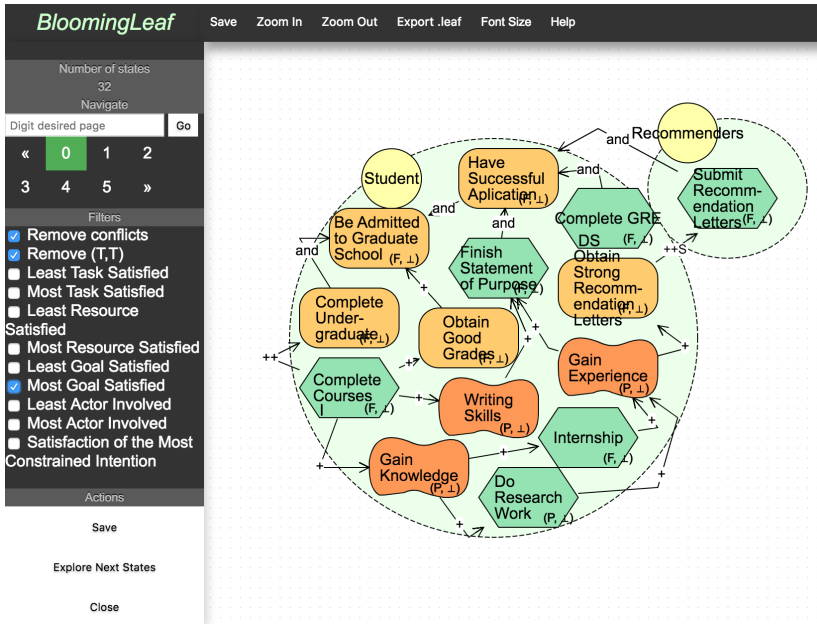 BloomingLeaf
Save Zoom In Zoom Out Export .leaf Font Size Help
Number of states
32
Navigate
Digit desired page Go
« 0 1 2
3 4 5 »
Filters
Remove conflicts
Remove (T,T)
Least Task Satisfied
Most Task Satisfied
Least Resource
Satisfied
Most Resource Satisfied
Least Goal Satisfied
Most Goal Satisfied
Least Actor Involved
Most Actor Involved
Satisfaction of the Most
Constrained Intention
Actions
Save
Explore Next States
Close
Recommenders
and
Student
Have
Successful
Aplication
(F, ⊥)
and
Submit
Recomm-
endation
Letters
(F, ⊥)
and
Be Admitted
to Graduate
School
(F, ⊥)
and
and
Complete GRE
(F, ⊥)
DS
++S
Finish
Statement
of Purpose
(F, ⊥)
Obtain
Strong
Recomm-
endation
Letters
(F, ⊥)
+
Complete
Under-
graduate
(F, ⊥)
Obtain
Good
Grades
(F, ⊥)
+
+
+
++
+
Gain
Experience
(P, ⊥)
Complete
Courses
I
(F, ⊥)
+
Writing
Skills
(P, ⊥)
+
Internship
(F, ⊥)
+
+
Gain
Knowledge
(P, ⊥)
+
Do
Research
Work
(P, ⊥)
+